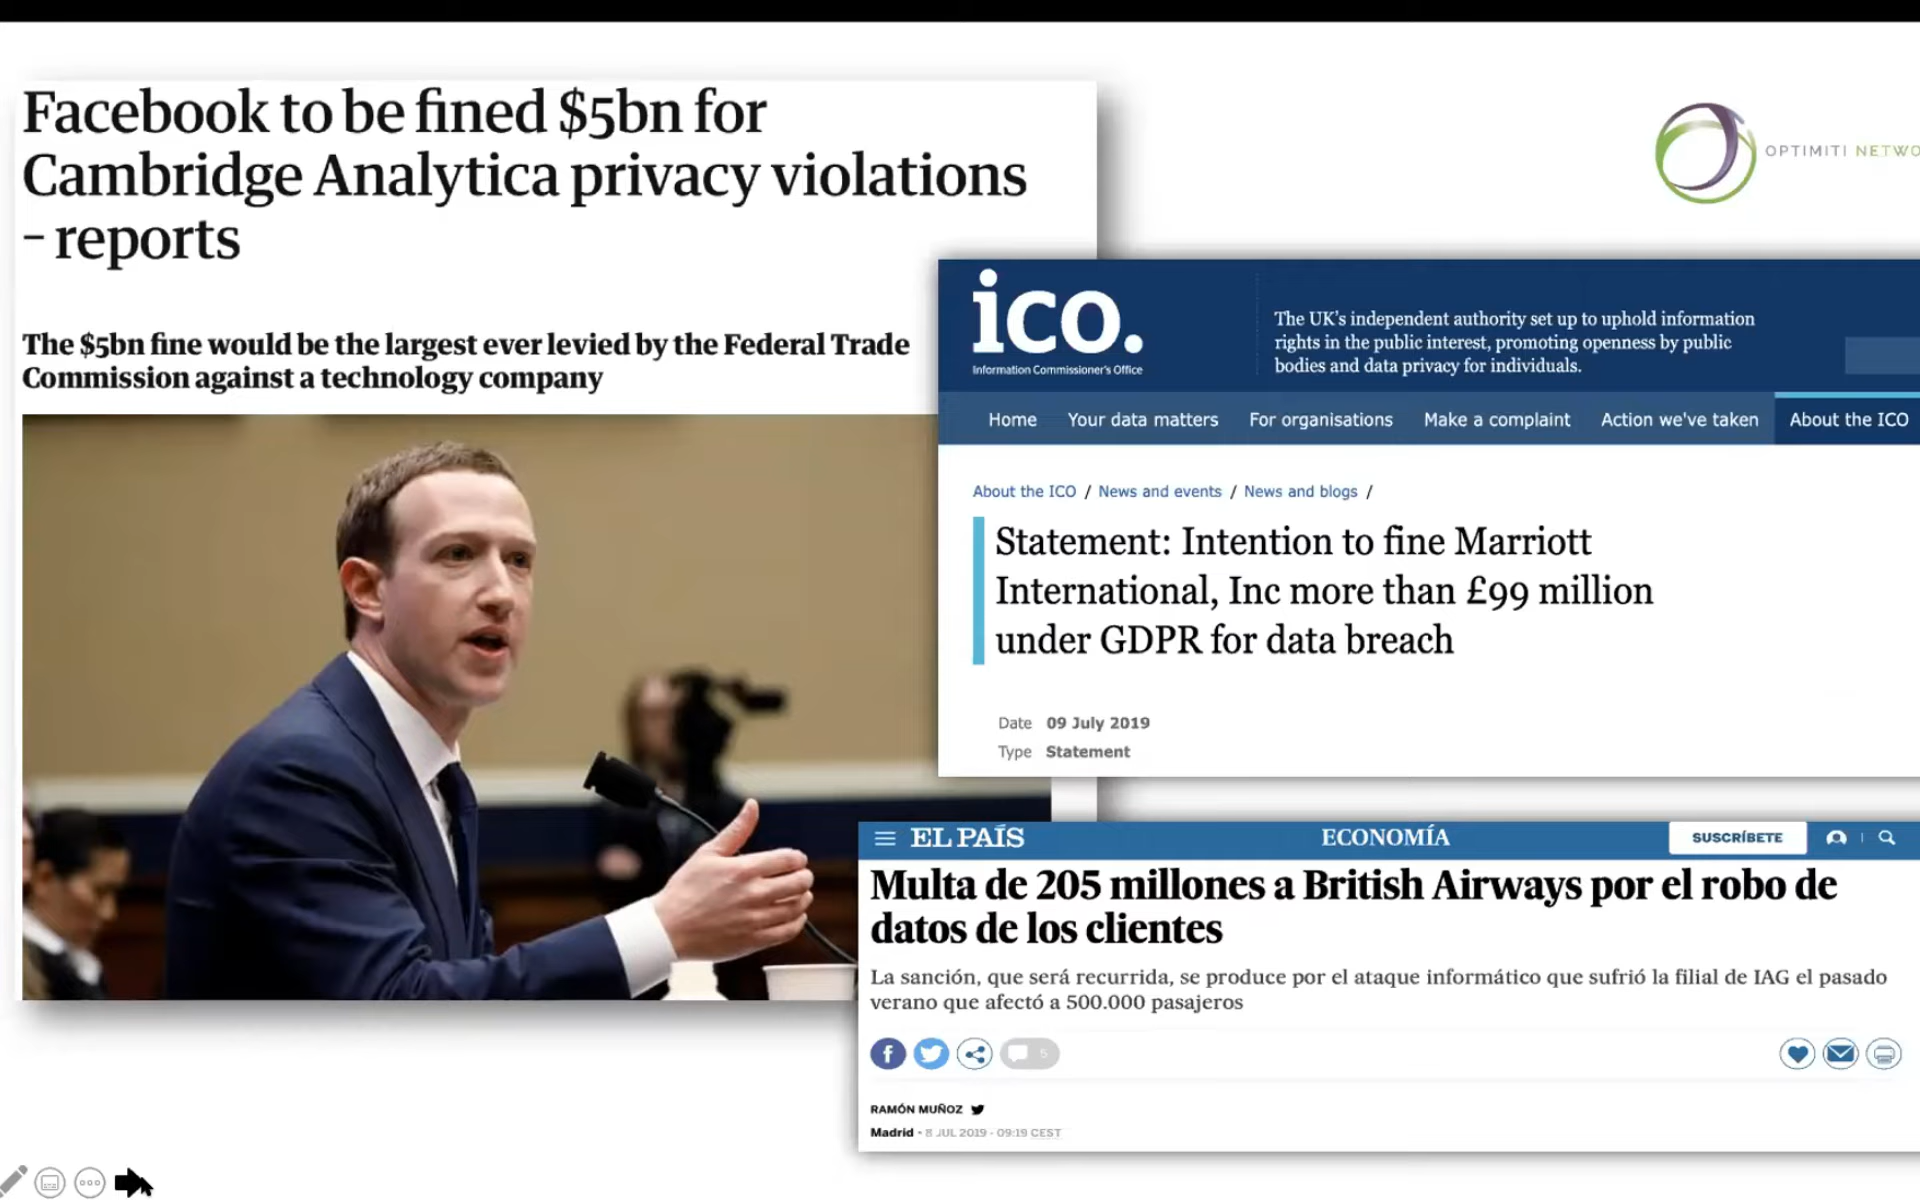 Facebook to be fined $5bn for
Cambridge Analytica privacy violations
– reports
The $5bn fine would be the largest ever levied by the Federal Trade
Commission against a technology company
OPTIMITI
ico.
Information Commissioner's Office
The UK's independent authority set up to uphold information
rights in the public interest, promoting openness by public
bodies and data privacy for individuals.
Home Your data matters For organisations Make a complaint Action we've taken About the ICO
About the ICO / News and events / News and blogs /
Statement: Intention to fine Marriott
International, Inc more than £99 million
under GDPR for data breach
Date 09 July 2019
Type Statement
EL PAÍS ECONOMÍA SUSCRÍBETE
Multa de 205 millones a British Airways por el robo de
datos de los clientes
La sanción, que será recurrida, se produce por el ataque informático que sufrió la filial de IAG el pasado
verano que afectó a 500.000 pasajeros
5
RAMÓN MUÑOZ
Madrid - 8 JUL 2019 - 09:19 CEST